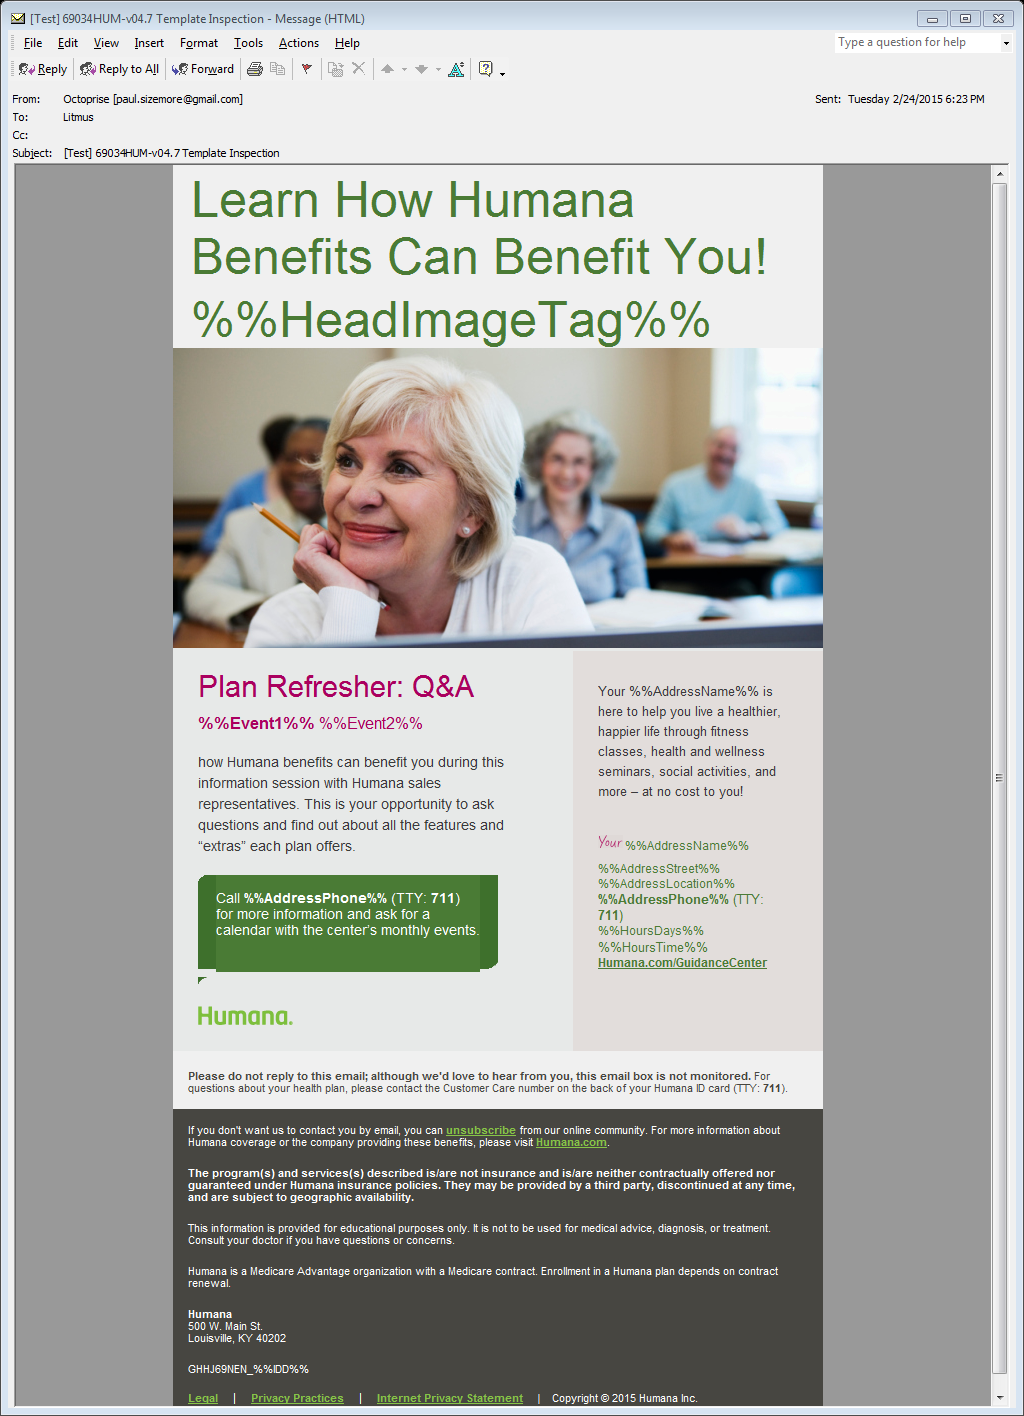 [Test] 69034HUM-v04.7 Template Inspection - Message (HTML)
File Edit View Insert Format Tools Actions Help
Type a question for help
Reply Reply to All Forward
From: Octoprise [paul.sizemore@gmail.com]
Sent: Tuesday 2/24/2015 6:23 PM
To: Litmus
Cc:
Subject: [Test] 69034HUM-v04.7 Template Inspection
Learn How Humana
Benefits Can Benefit You!
%%HeadImageTag%%
Plan Refresher: Q&A
%%Event1%% %%Event2%%
how Humana benefits can benefit you during this
information session with Humana sales
representatives. This is your opportunity to ask
questions and find out about all the features and
“extras” each plan offers.
Call %%AddressPhone%% (TTY: 711)
for more information and ask for a
calendar with the center's monthly events.
Humana.
Your %%AddressName%% is
here to help you live a healthier,
happier life through fitness
classes, health and wellness
seminars, social activities, and
more – at no cost to you!
Your %%AddressName%%
%%AddressStreet%%
%%AddressLocation%%
%%AddressPhone%% (TTY:
711)
%%HoursDays%%
%%HoursTime%%
Humana.com/GuidanceCenter
Please do not reply to this email; although we'd love to hear from you, this email box is not monitored. For
questions about your health plan, please contact the Customer Care number on the back of your Humana ID card (TTY: 711).
If you don't want us to contact you by email, you can unsubscribe from our online community. For more information about
Humana coverage or the company providing these benefits, please visit Humana.com.
The program(s) and services(s) described is/are not insurance and is/are neither contractually offered nor
guaranteed under Humana insurance policies. They may be provided by a third party, discontinued at any time,
and are subject to geographic availability.
This information is provided for educational purposes only. It is not to be used for medical advice, diagnosis, or treatment.
Consult your doctor if you have questions or concerns.
Humana is a Medicare Advantage organization with a Medicare contract. Enrollment in a Humana plan depends on contract
renewal.
Humana
500 W. Main St.
Louisville, KY 40202
GHHJ69NEN_%%IDD%%
Legal | Privacy Practices | Internet Privacy Statement | Copyright © 2015 Humana Inc.